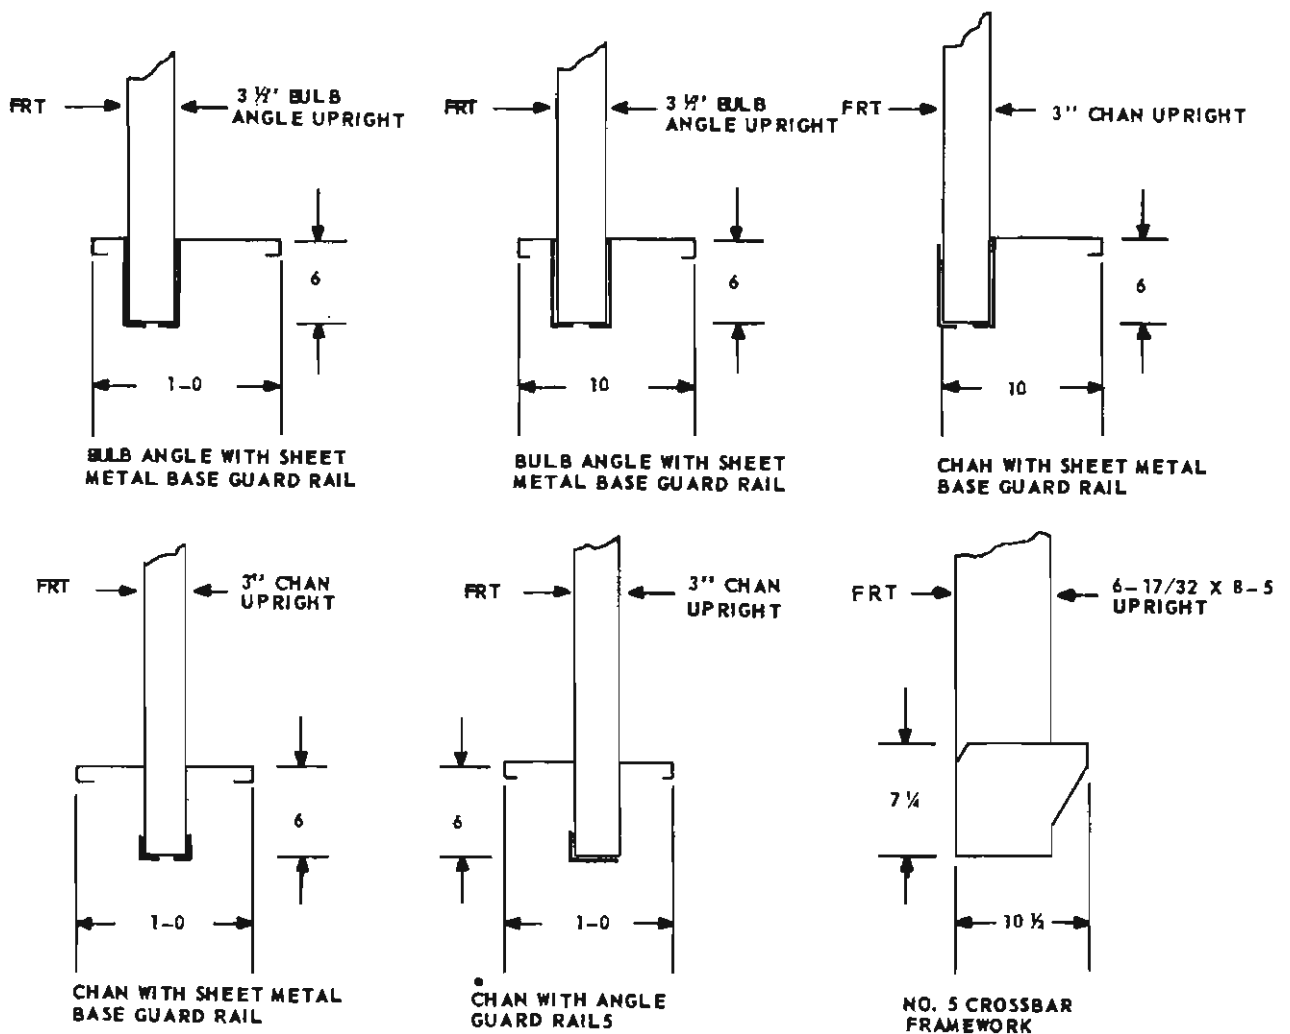 FRT
3 ½" BULB
ANGLE UPRIGHT
6
1-0
BULB ANGLE WITH SHEET
METAL BASE GUARD RAIL
FRT
3 ½" BULB
ANGLE UPRIGHT
6
10
BULB ANGLE WITH SHEET
METAL BASE GUARD RAIL
FRT
3" CHAN UPRIGHT
6
10
CHAH WITH SHEET METAL
BASE GUARD RAIL
FRT
3" CHAN
UPRIGHT
6
1-0
CHAN WITH SHEET METAL
BASE GUARD RAIL
FRT
3" CHAN
UPRIGHT
6
1-0
CHAN WITH ANGLE
GUARD RAILS
FRT
6-17/32 X 8-5
UPRIGHT
7 ¼
10 ½
NO. 5 CROSSBAR
FRAMEWORK